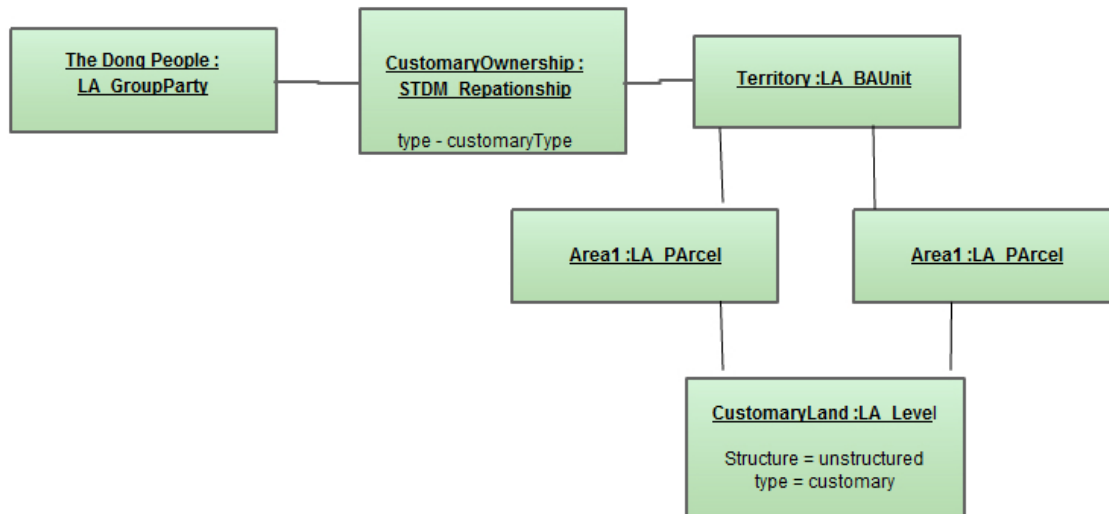 The Dong People :
LA_GroupParty
CustomaryOwnership :
STDM_Repationship
type - customaryType
Territory :LA_BAUnit
Area1 :LA_PArcel
Area1 :LA_PArcel
CustomaryLand :LA_Level
Structure = unstructured
type = customary